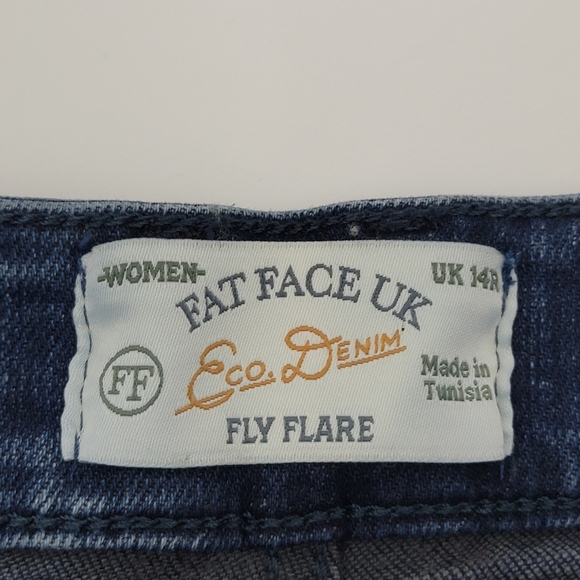 -WOMEN-
FAT FACE UK
UK 14R
FF
Eco. Denim
Made in
Tunisia
FLY FLARE